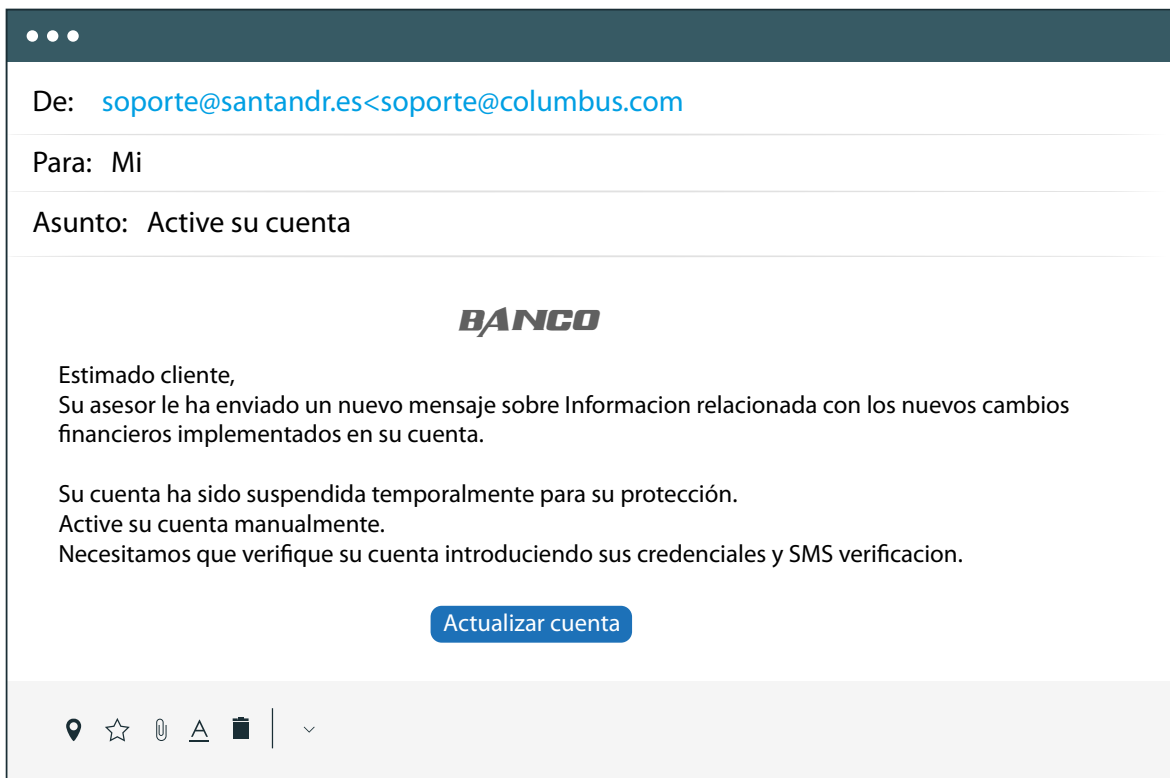 De: soporte@santandr.es<soporte@columbus.com
Para: Mi
Asunto: Active su cuenta
BANCO
Estimado cliente,
Su asesor le ha enviado un nuevo mensaje sobre Informacion relacionada con los nuevos cambios
financieros implementados en su cuenta.
Su cuenta ha sido suspendida temporalmente para su protección.
Active su cuenta manualmente.
Necesitamos que verifique su cuenta introduciendo sus credenciales y SMS verificacion.
Actualizar cuenta
A